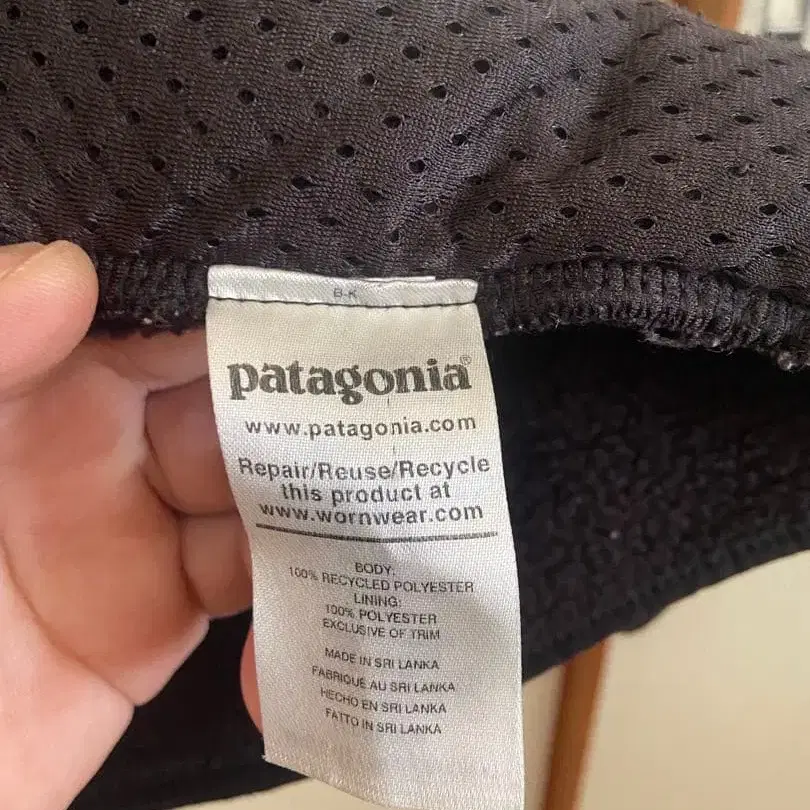 B-K
patagonia®
www.patagonia.com
Repair/Reuse/Recycle
this product at
www.wornwear.com
BODY:
100% RECYCLED POLYESTER
LINING:
100% POLYESTER
EXCLUSIVE OF TRIM
MADE IN SRI LANKA
FABRIQUÉ AU SRI LANKA
HECHO EN SRI LANKA
FATTO IN SRI LANKA